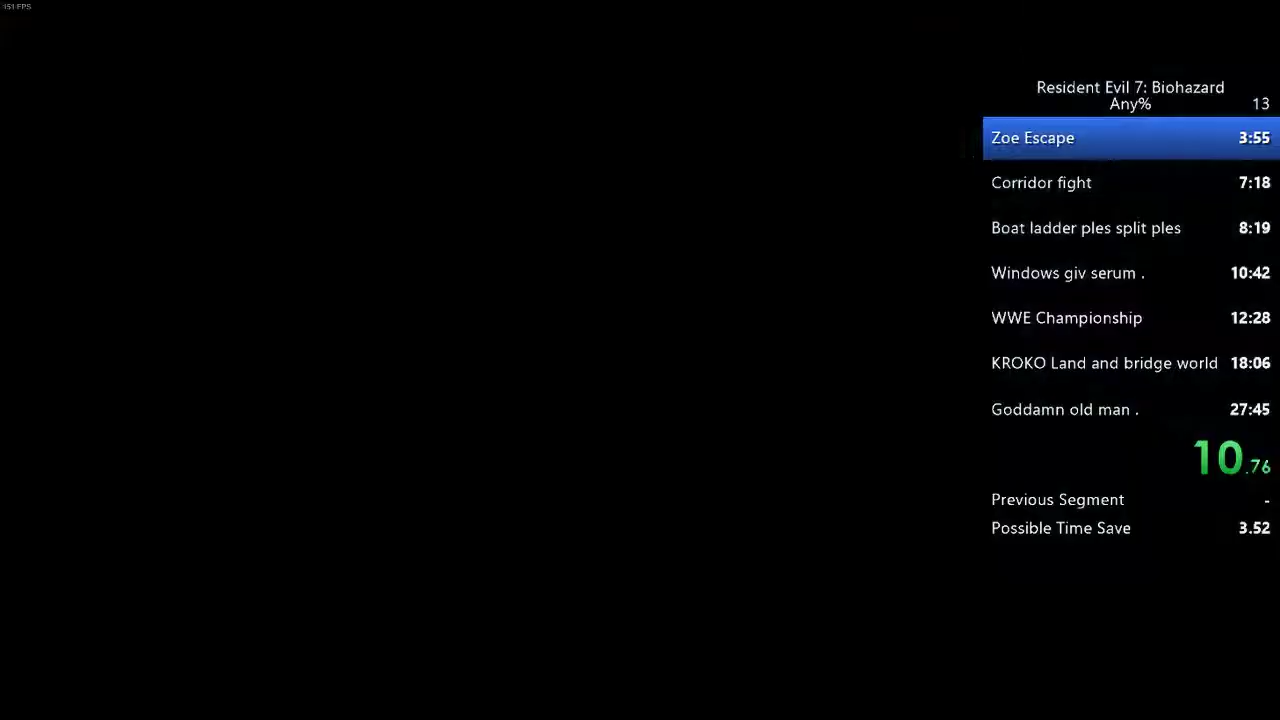 151 FPS
Resident Evil 7: Biohazard
Any% 13
Zoe Escape 3:55
Corridor fight 7:18
Boat ladder ples split ples 8:19
Windows giv serum . 10:42
WWE Championship 12:28
KROKO Land and bridge world 18:06
Goddamn old man . 27:45
10.76
Previous Segment -
Possible Time Save 3.52